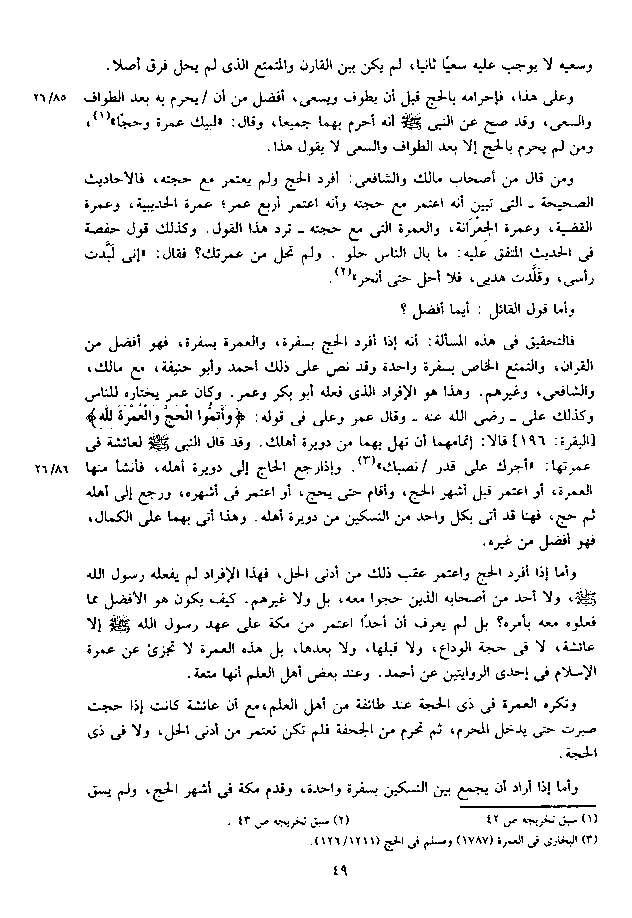 وسعيه لا يوجب عليه سعيًا ثانيا، لم يكن بين القارن والمتمتع الذى لم يحل فرق أصلا.
وعلى هذا، فإحرامه بالحج قبل أن يطوف ويسعى، أفضل من أن / يحرم به بعد الطواف
٢٦/٨٥
والسعى، وقد صح عن النبى ﷺ أنه أحرم بهما جميعا، وقال: «لبيك عمرة وحجًا»(١)،
ومن لم يحرم بالحج إلا بعد الطواف والسعى لا يقول هذا.
ومن قال من أصحاب مالك والشافعى: أفرد الحج ولم يعتمر مع حجته، فالأحاديث
الصحيحة ـ التى تبين أنه اعتمر مع حجته وأنه اعتمر أربع عمر؛ عمرة الحديبية، وعمرة
القضية، وعمرة الجِعْرَانة، والعمرة التى مع حجته ـ ترد هذا القول. وكذلك قول حفصة
فى الحديث المتفق عليه: ما بال الناس حلو . ولم تحل من عمرتك؟ فقال: «إنى لَبَّدت
رأسى، وقَلَّدت هديى، فلا أحل حتى أنحر»(٢).
وأما قول القائل : أيما أفضل ؟
فالتحقيق فى هذه المسألة: أنه إذا أفرد الحج بسفرة، والعمرة بسفرة، فهو أفضل من
القران، والتمتع الخاص بسفرة واحدة وقد نص على ذلك أحمد وأبو حنيفة، مع مالك،
والشافعى، وغيرهم. وهذا هو الإفراد الذى فعله أبو بكر وعمر. وكان عمر يختاره للناس
وكذلك على ـ رضى الله عنه ـ وقال عمر وعلى فى قوله: ﴿وَأَتِمُّوا الْحَجَّ وَالْعُمْرَةَ لِلَّهِ﴾
[البقرة: ١٩٦] قالا: إتمامهما أن تهل بهما من دويرة أهلك. وقد قال النبى ﷺ لعائشة فى
عمرتها: «أجرك على قدر / نصبك»(٣). وإذارجع الحاج إلى دويرة أهله، فأنشأ منها
٢٦/٨٦
العمرة، أو اعتمر قبل أشهر الحج، وأقام حتى يحج، أو اعتمر فى أشهره، ورجع إلى أهله
ثم حج، فهنا قد أتى بكل واحد من النسكين من دويرة أهله. وهذا أتى بهما على الكمال،
فهو أفضل من غيره.
وأما إذا أفرد الحج واعتمر عقب ذلك من أدنى الحل، فهذا الإفراد لم يفعله رسول الله
ﷺ، ولا أحد من أصحابه الذين حجوا معه، بل ولا غيرهم. كيف يكون هو الأفضل مما
فعلوه معه بأمره؟ بل لم يعرف أن أحدًا اعتمر من مكة على عهد رسول الله ﷺ إلا
عائشة، لا فى حجة الوداع، ولا قبلها، ولا بعدها، بل هذه العمرة لا تجزئ عن عمرة
الإسلام فى إحدى الروايتين عن أحمد. وعند بعض أهل العلم أنها متعة.
وتكره العمرة فى ذى الحجة عند طائفة من أهل العلم،مع أن عائشة كانت إذا حجت
صبرت حتى يدخل المحرم، ثم تحرم من الجحفة فلم تكن تعتمر من أدنى الحل، ولا فى ذى
الحجة .
وأما إذا أراد أن يجمع بين النسكين بسفرة واحدة، وقدم مكة فى أشهر الحج، ولم يسق
(١) سبق تخريجه ص ٤٢
(٢) سبق تخريجه ص ٤٣ .
(٣) البخارى فى العمرة (١٧٨٧) ومسلم فى الحج (١٢١١/ ١٢٦).
٤٩